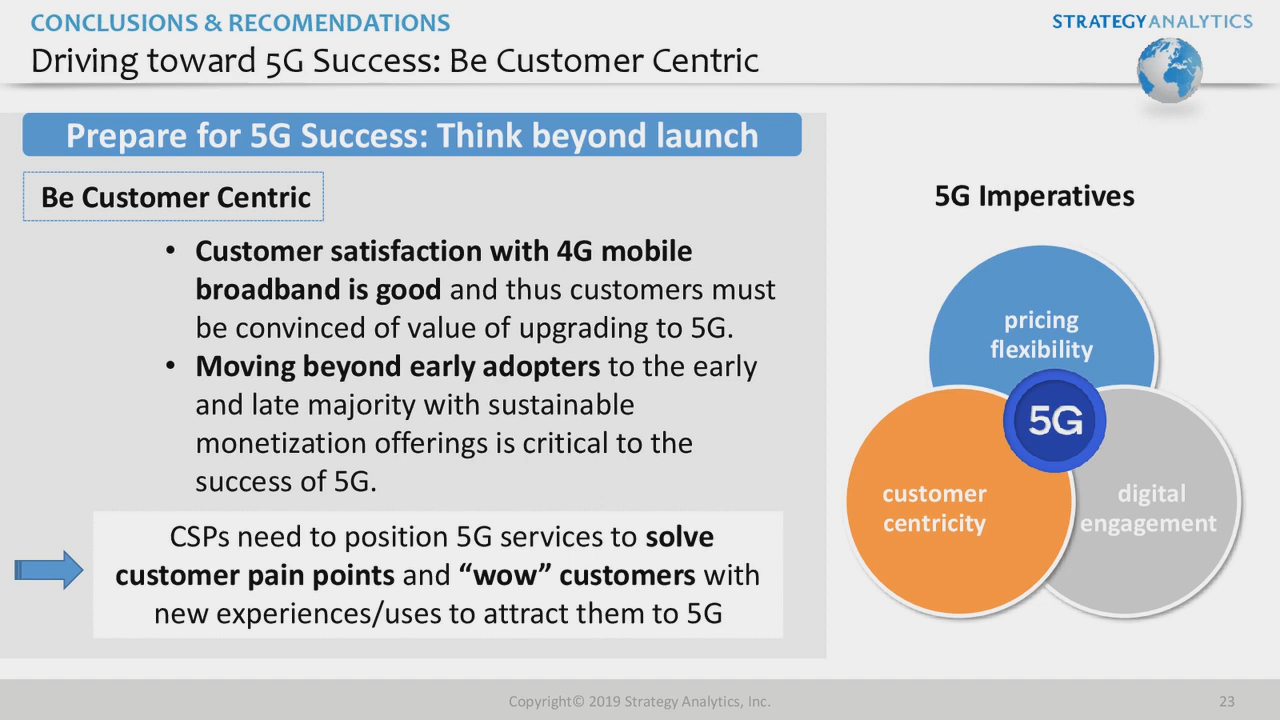 CONCLUSIONS & RECOMENDATIONS
STRATEGYANALYTICS
Driving toward 5G Success: Be Customer Centric
Prepare for 5G Success: Think beyond launch
Be Customer Centric
• Customer satisfaction with 4G mobile
broadband is good and thus customers must
be convinced of value of upgrading to 5G.
• Moving beyond early adopters to the early
and late majority with sustainable
monetization offerings is critical to the
success of 5G.
CSPs need to position 5G services to solve
customer pain points and “wow” customers with
new experiences/uses to attract them to 5G
5G Imperatives
pricing
flexibility
5G
customer
centricity
digital
engagement
Copyright© 2019 Strategy Analytics, Inc.
23